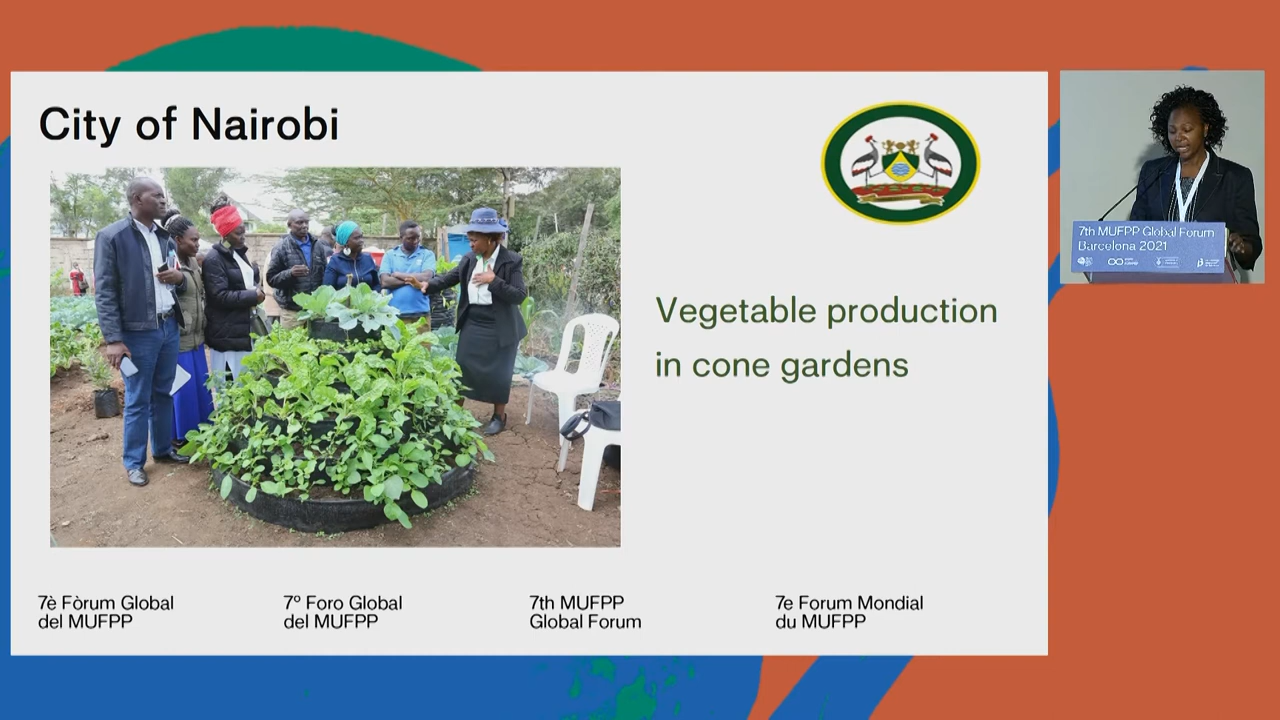 City of Nairobi
Vegetable production
in cone gardens
7è Fòrum Global
del MUFPP
7º Foro Global
del MUFPP
7th MUFPP
Global Forum
7e Forum Mondial
du MUFPP
7th MUFPP Global Forum
Barcelona 2021